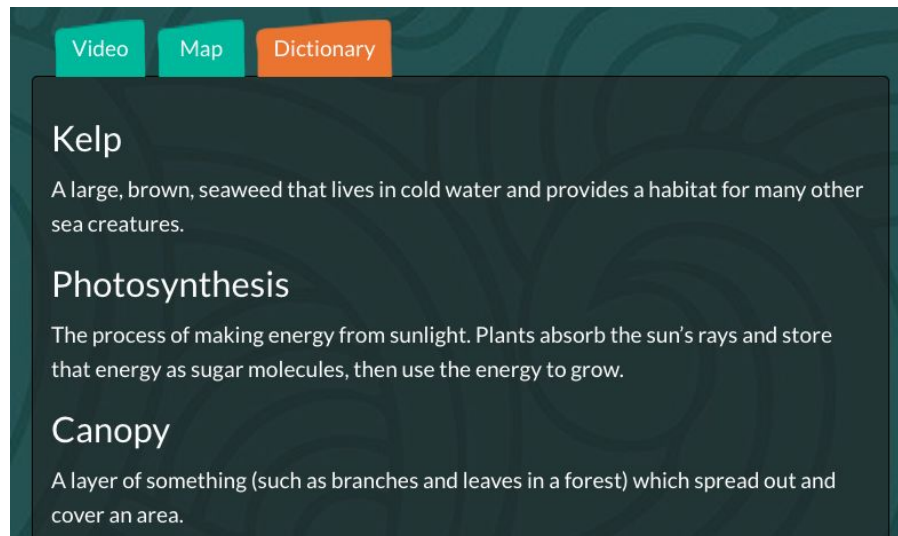 Video Map Dictionary
Kelp
A large, brown, seaweed that lives in cold water and provides a habitat for many other
sea creatures.
Photosynthesis
The process of making energy from sunlight. Plants absorb the sun’s rays and store
that energy as sugar molecules, then use the energy to grow.
Canopy
A layer of something (such as branches and leaves in a forest) which spread out and
cover an area.